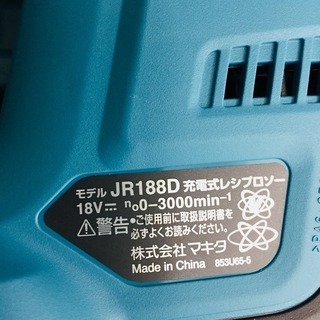 モデル JR188D 充電式レシプロソー
18V⎓ n₀0-3000min⁻¹
⚠警告 •ご使用前に取扱説明書を
必ずよくお読みください。
株式会社マキタ
Made in China 853U65-5